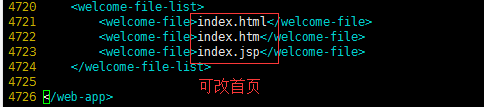 4720     <welcome-file-list>
4721         <welcome-file>index.html</welcome-file>
4722         <welcome-file>index.htm</welcome-file>
4723         <welcome-file>index.jsp</welcome-file>
4724     </welcome-file-list>
4725
可改首页
4726 </web-app>